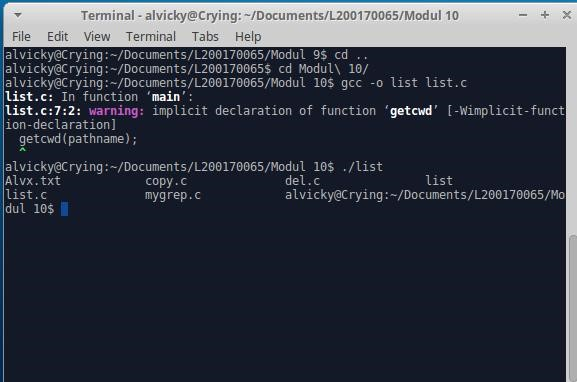 Terminal - alvicky@Crying: ~/Documents/L200170065/Modul 10
File Edit View Terminal Tabs Help
alvicky@Crying:~/Documents/L200170065/Modul 9$ cd ..
alvicky@Crying:~/Documents/L200170065$ cd Modul\ 10/
alvicky@Crying:~/Documents/L200170065/Modul 10$ gcc -o list list.c
list.c: In function ‘main’:
list.c:7:2: warning: implicit declaration of function ‘getcwd’ [-Wimplicit-funct
ion-declaration]
getcwd(pathname);
^
alvicky@Crying:~/Documents/L200170065/Modul 10$ ./list
Alvx.txt copy.c del.c list
list.c mygrep.c alvicky@Crying:~/Documents/L200170065/Mo
dul 10$